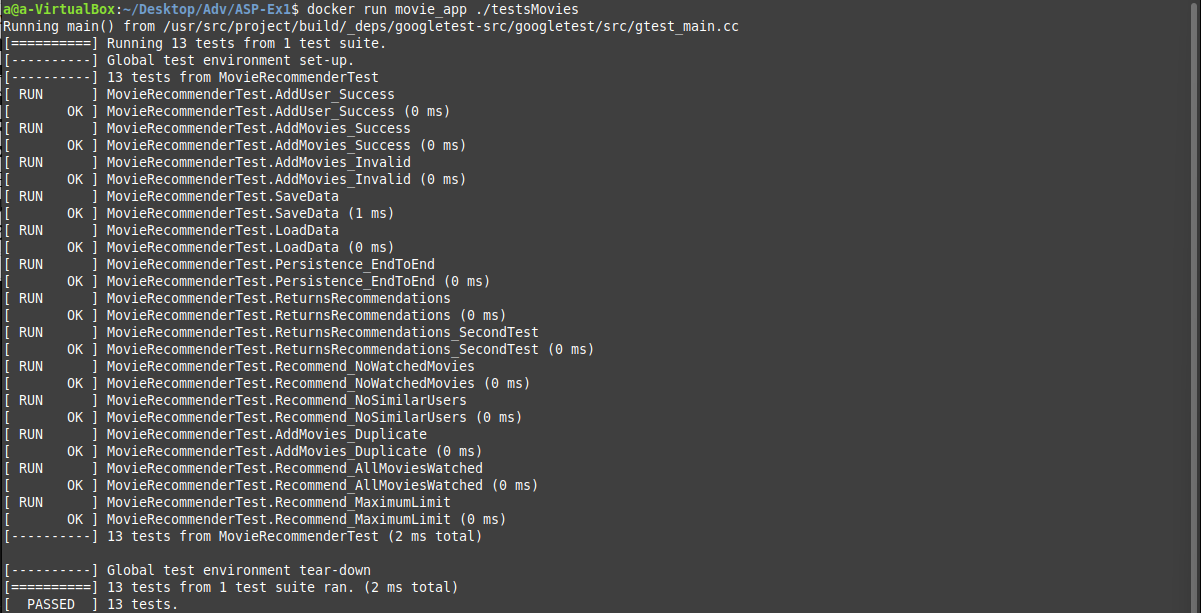 a@a-VirtualBox:~/Desktop/Adv/ASP-Ex1$ docker run movie_app ./testsMovies
Running main() from /usr/src/project/build/_deps/googletest-src/googletest/src/gtest_main.cc
[==========] Running 13 tests from 1 test suite.
[----------] Global test environment set-up.
[----------] 13 tests from MovieRecommenderTest
[ RUN      ] MovieRecommenderTest.AddUser_Success
[       OK ] MovieRecommenderTest.AddUser_Success (0 ms)
[ RUN      ] MovieRecommenderTest.AddMovies_Success
[       OK ] MovieRecommenderTest.AddMovies_Success (0 ms)
[ RUN      ] MovieRecommenderTest.AddMovies_Invalid
[       OK ] MovieRecommenderTest.AddMovies_Invalid (0 ms)
[ RUN      ] MovieRecommenderTest.SaveData
[       OK ] MovieRecommenderTest.SaveData (1 ms)
[ RUN      ] MovieRecommenderTest.LoadData
[       OK ] MovieRecommenderTest.LoadData (0 ms)
[ RUN      ] MovieRecommenderTest.Persistence_EndToEnd
[       OK ] MovieRecommenderTest.Persistence_EndToEnd (0 ms)
[ RUN      ] MovieRecommenderTest.ReturnsRecommendations
[       OK ] MovieRecommenderTest.ReturnsRecommendations (0 ms)
[ RUN      ] MovieRecommenderTest.ReturnsRecommendations_SecondTest
[       OK ] MovieRecommenderTest.ReturnsRecommendations_SecondTest (0 ms)
[ RUN      ] MovieRecommenderTest.Recommend_NoWatchedMovies
[       OK ] MovieRecommenderTest.Recommend_NoWatchedMovies (0 ms)
[ RUN      ] MovieRecommenderTest.Recommend_NoSimilarUsers
[       OK ] MovieRecommenderTest.Recommend_NoSimilarUsers (0 ms)
[ RUN      ] MovieRecommenderTest.AddMovies_Duplicate
[       OK ] MovieRecommenderTest.AddMovies_Duplicate (0 ms)
[ RUN      ] MovieRecommenderTest.Recommend_AllMoviesWatched
[       OK ] MovieRecommenderTest.Recommend_AllMoviesWatched (0 ms)
[ RUN      ] MovieRecommenderTest.Recommend_MaximumLimit
[       OK ] MovieRecommenderTest.Recommend_MaximumLimit (0 ms)
[----------] 13 tests from MovieRecommenderTest (2 ms total)

[----------] Global test environment tear-down
[==========] 13 tests from 1 test suite ran. (2 ms total)
[  PASSED  ] 13 tests.